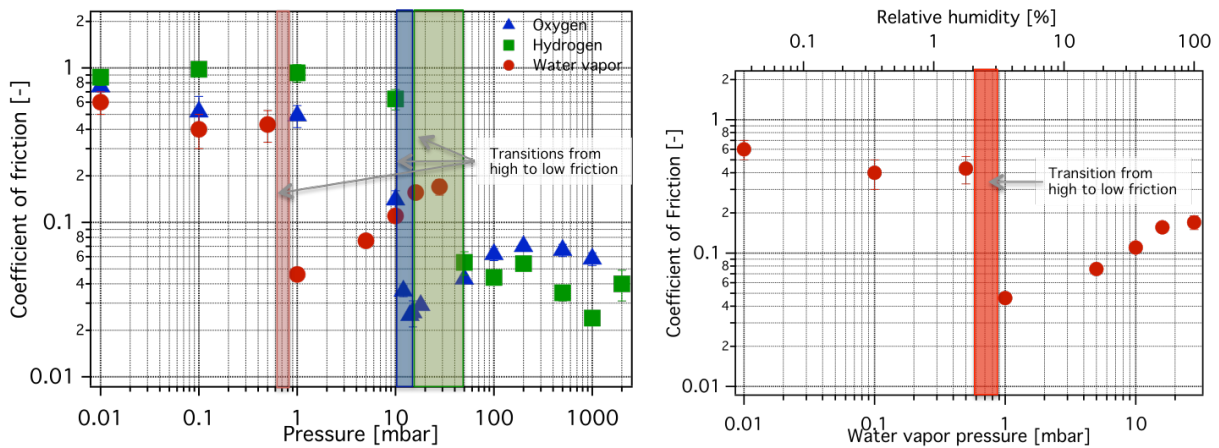 2
1
8
6
4
2
0.1
8
6
4
2
0.01
Coefficient of friction [-]
Oxygen
Hydrogen
Water vapor
Transitions from
high to low friction
0.01 0.1 1 10 100 1000
Pressure [mbar]
Relative humidity [%]
0.1 1 10 100
2
1
8
6
4
2
0.1
8
6
4
2
0.01
Coefficient of Friction [-]
Transition from
high to low friction
0.01 0.1 1 10
Water vapor pressure [mbar]